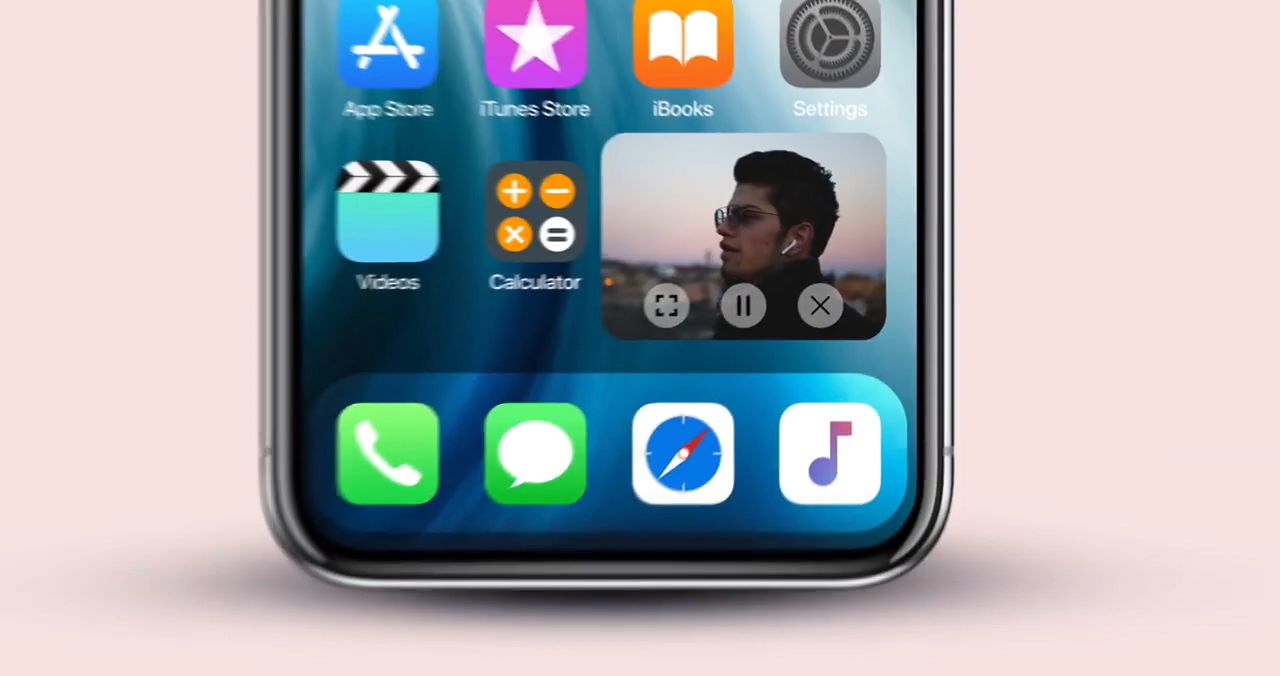 App Store
iTunes Store
iBooks
Settings
Videos
Calculator